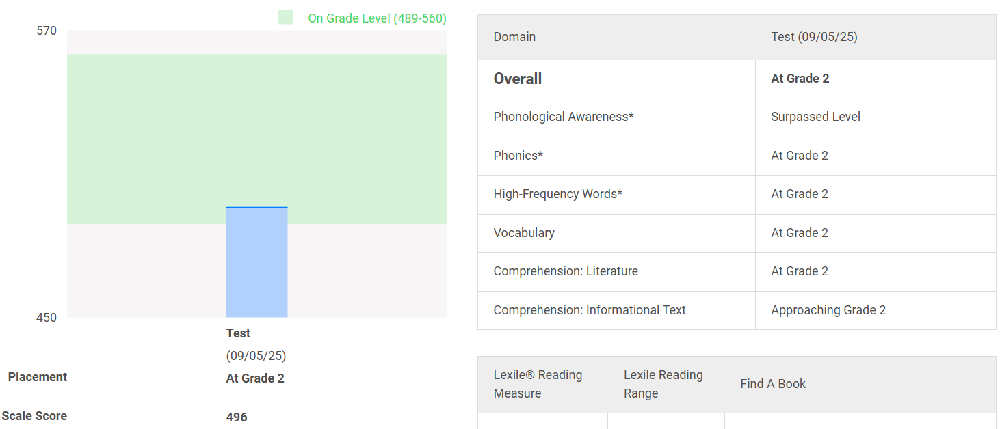 On Grade Level (489-560)
570
450
Test
(09/05/25)
Placement At Grade 2
Scale Score 496
Domain Test (09/05/25)
Overall At Grade 2
Phonological Awareness* Surpassed Level
Phonics* At Grade 2
High-Frequency Words* At Grade 2
Vocabulary At Grade 2
Comprehension: Literature At Grade 2
Comprehension: Informational Text Approaching Grade 2
Lexile® Reading
Measure
Lexile Reading
Range
Find A Book